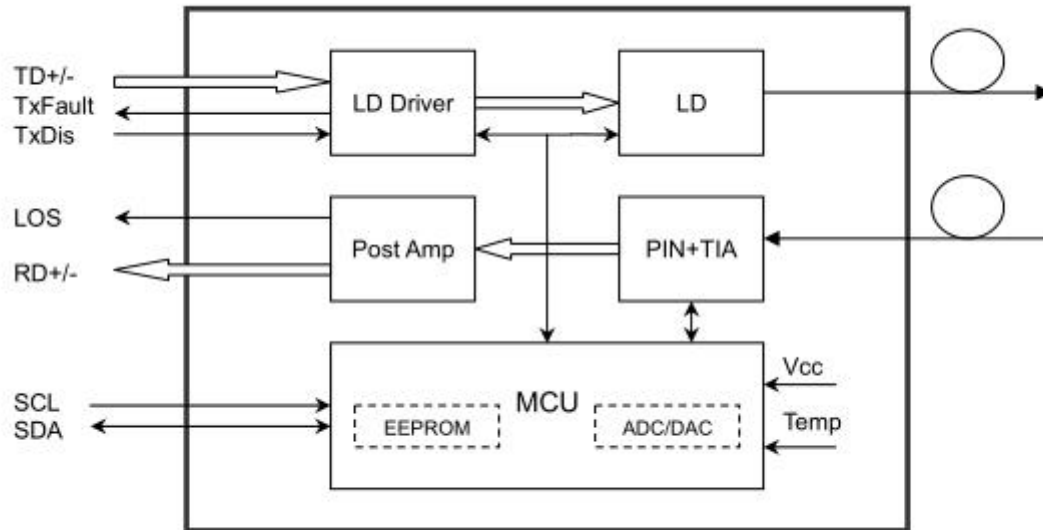 TD+/-
TxFault
TxDis
LD Driver
LD
LOS
RD+/-
Post Amp
PIN+TIA
SCL
SDA
MCU
EEPROM
ADC/DAC
Vcc
Temp